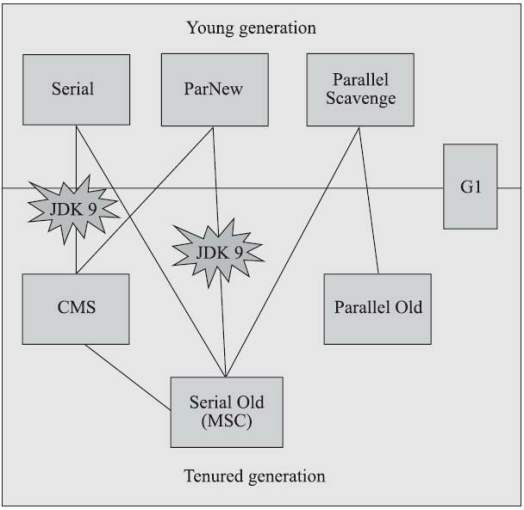 Young generation
Serial
ParNew
Parallel
Scavenge
G1
JDK 9
JDK 9
CMS
Parallel Old
Serial Old
(MSC)
Tenured generation